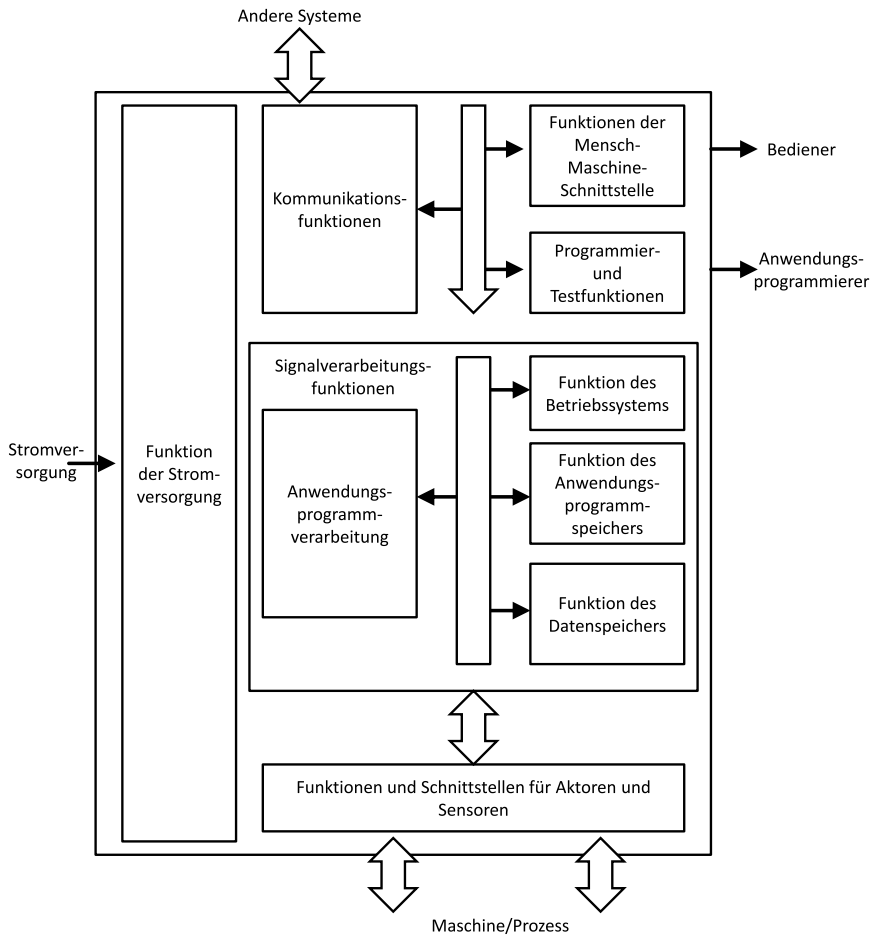 Andere Systeme
Funktionen der
Mensch-
Maschine-
Schnittstelle
Bediener
Kommunikations-
funktionen
Programmier-
und
Testfunktionen
Anwendungs-
programmierer
Signalverarbeitungs-
funktionen
Funktion des
Betriebssystems
Stromver-
sorgung
Funktion
der Strom-
versorgung
Anwendungs-
programm-
verarbeitung
Funktion des
Anwendungs-
programm-
speichers
Funktion des
Datenspeichers
Funktionen und Schnittstellen für Aktoren und
Sensoren
Maschine/Prozess